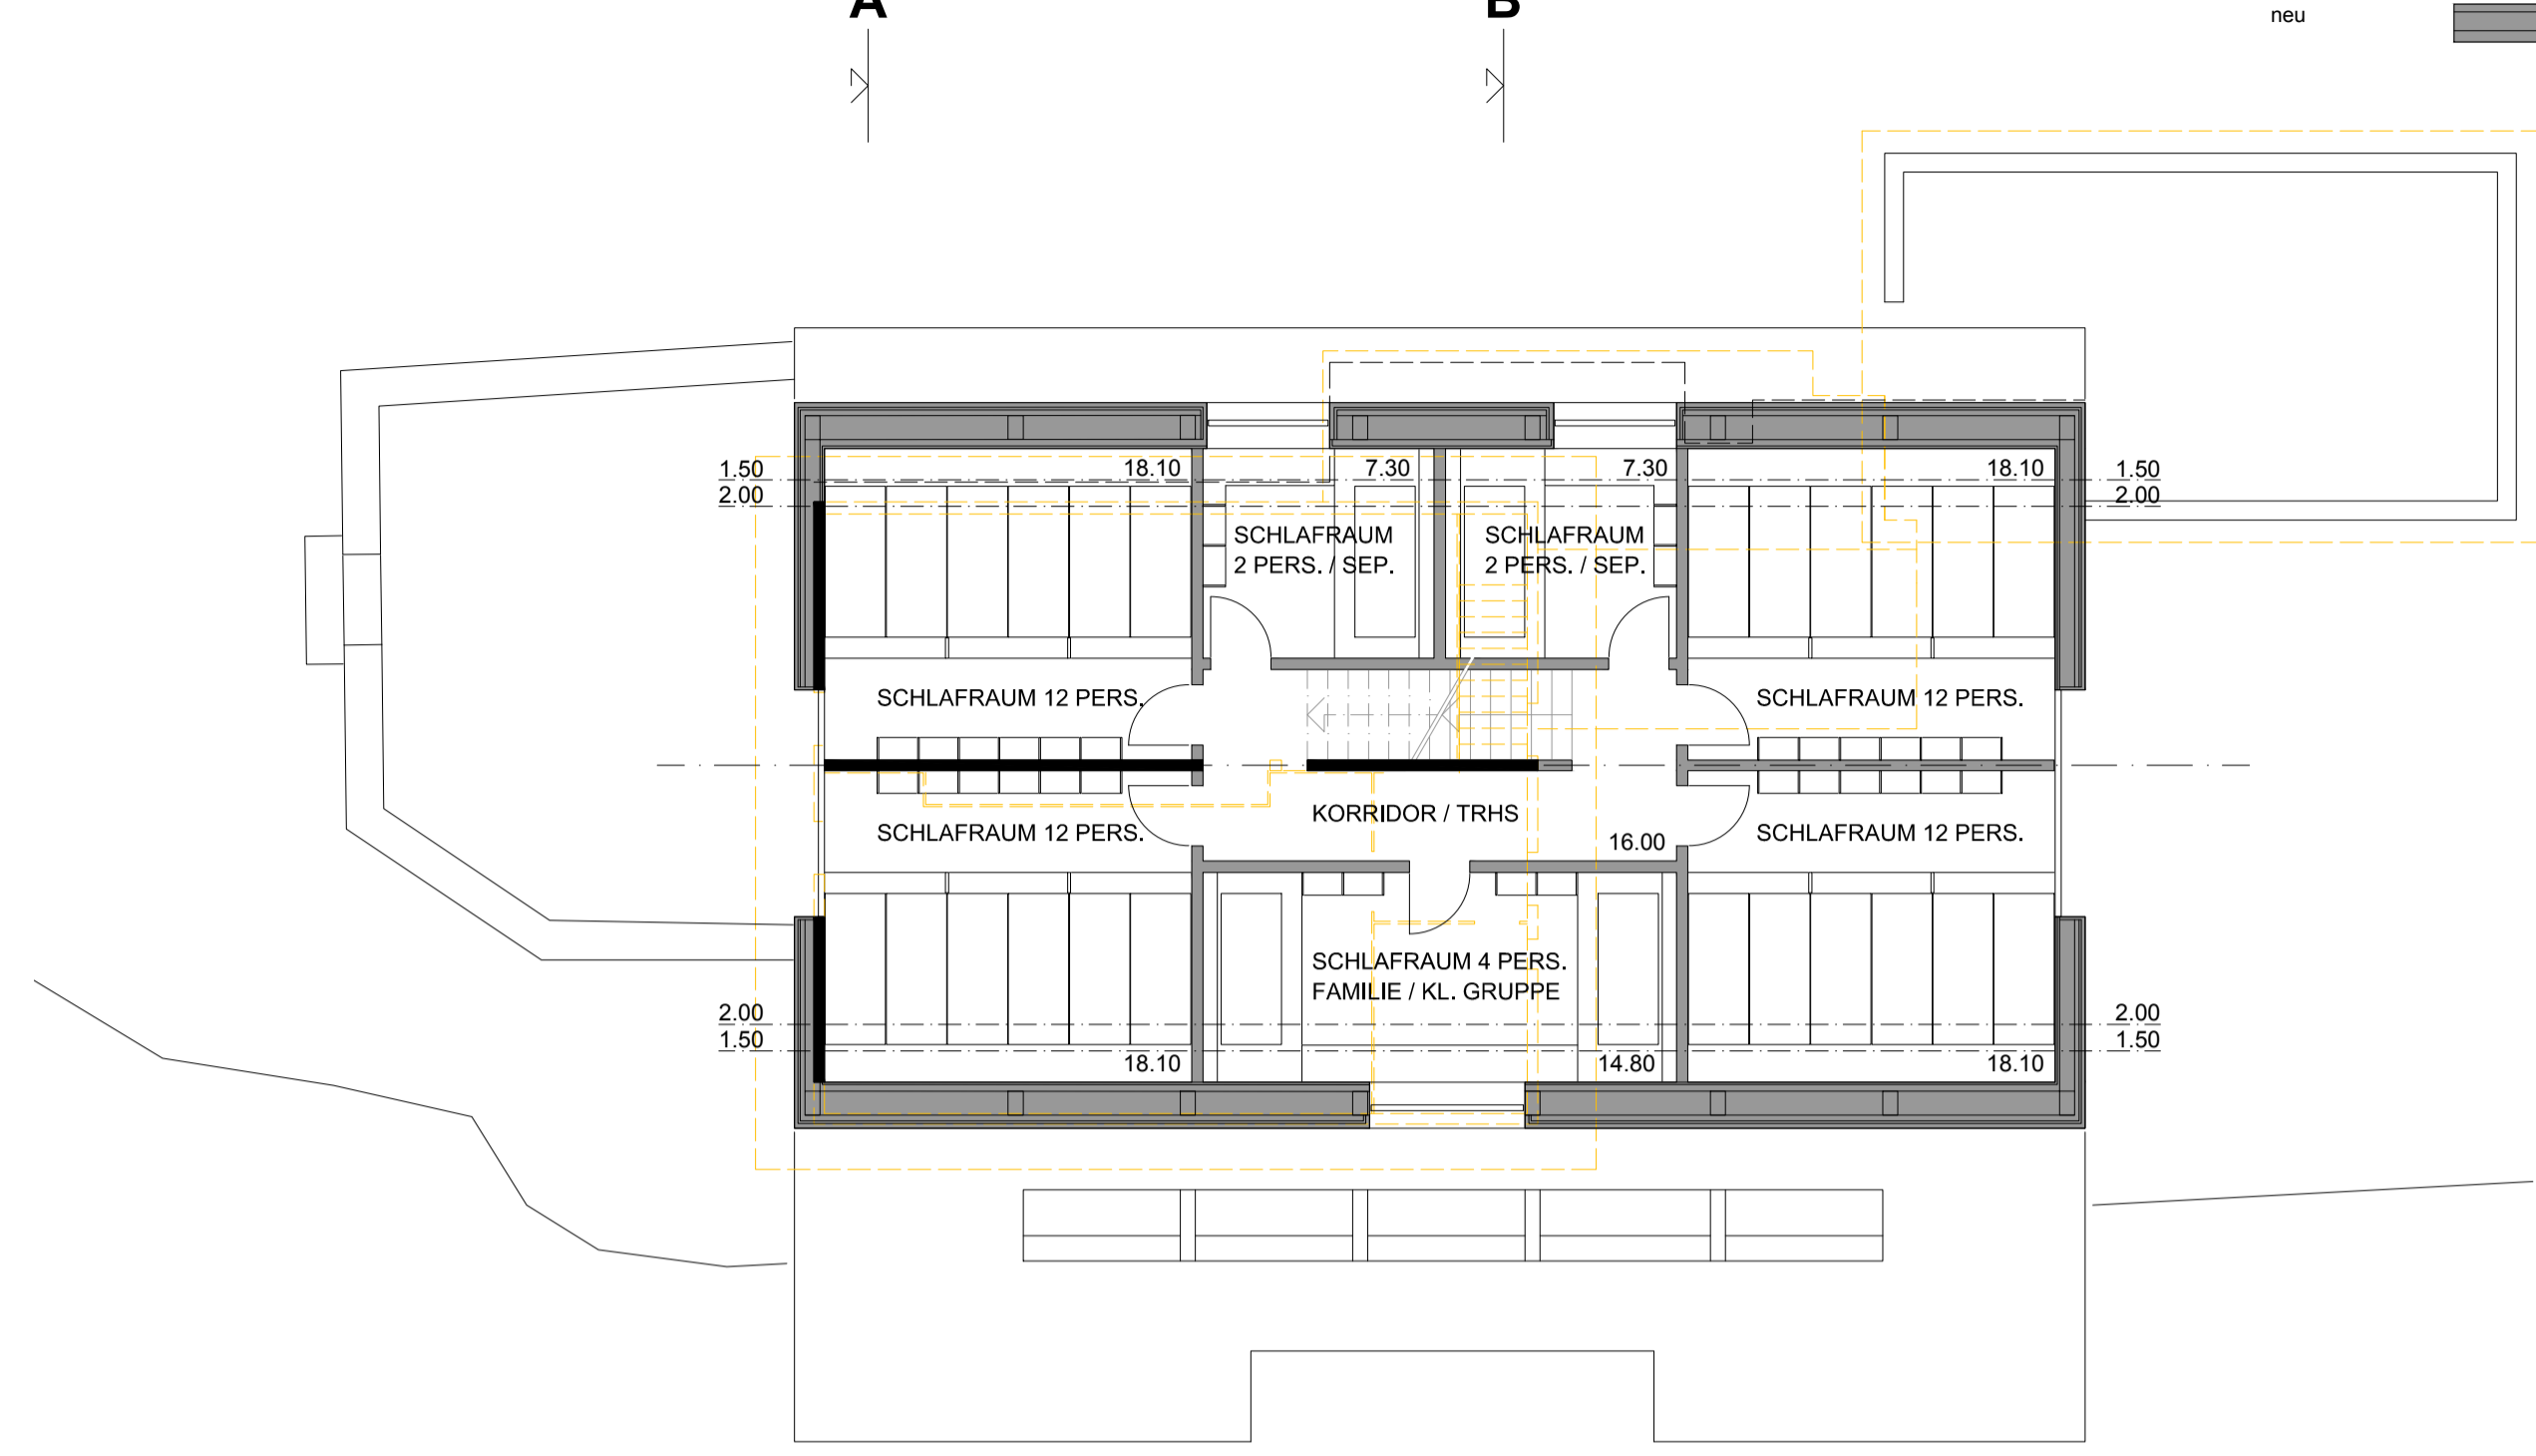 A
B
neu
1.50
18.10
7.30
7.30
18.10
1.50
2.00
2.00
SCHLAFRAUM
2 PERS. / SEP.
SCHLAFRAUM
2 PERS. / SEP.
SCHLAFRAUM 12 PERS.
SCHLAFRAUM 12 PERS.
KORRIDOR / TRHS
SCHLAFRAUM 12 PERS.
SCHLAFRAUM 12 PERS.
16.00
SCHLAFRAUM 4 PERS.
FAMILIE / KL. GRUPPE
2.00
2.00
1.50
1.50
18.10
14.80
18.10